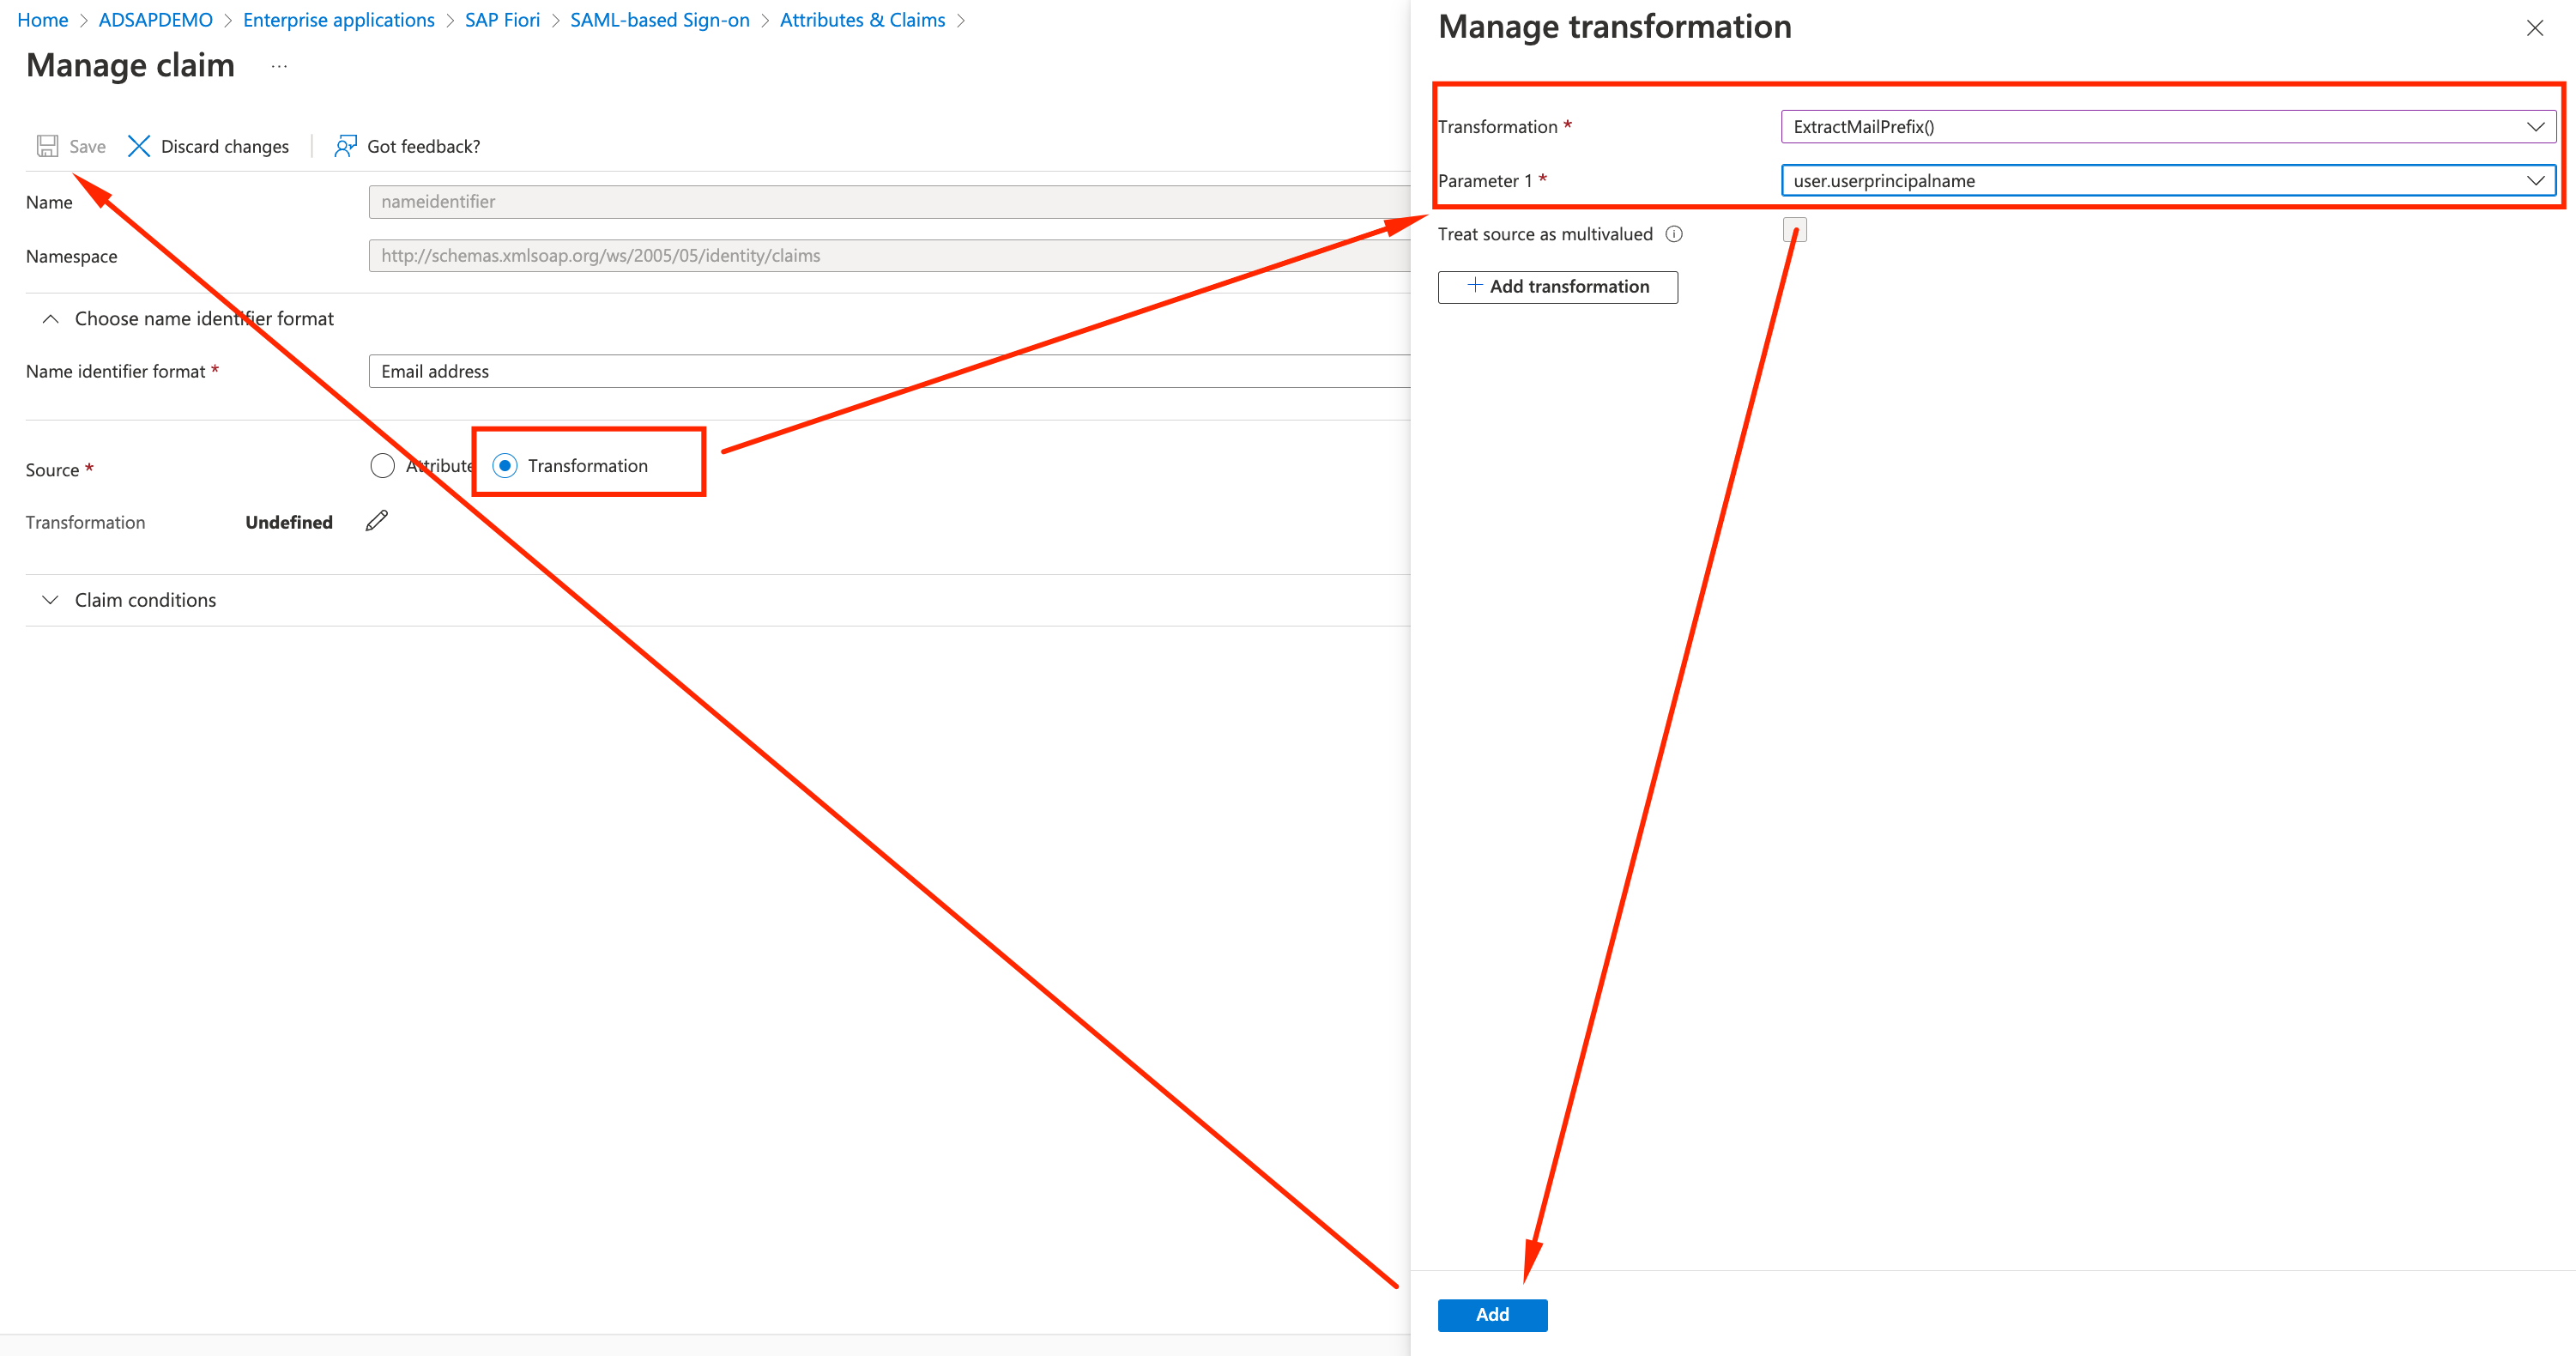 Home > ADSAPDEMO > Enterprise applications > SAP Fiori > SAML-based Sign-on > Attributes & Claims >
Manage claim ...
Save Discard changes | Got feedback?
Name nameidentifier
Namespace http://schemas.xmlsoap.org/ws/2005/05/identity/claims
Choose name identifier format
Name identifier format * Email address
Source * Attribute Transformation
Transformation Undefined
Claim conditions
Manage transformation
Transformation * ExtractMailPrefix()
Parameter 1 * user.userprincipalname
Treat source as multivalued
+ Add transformation
Add